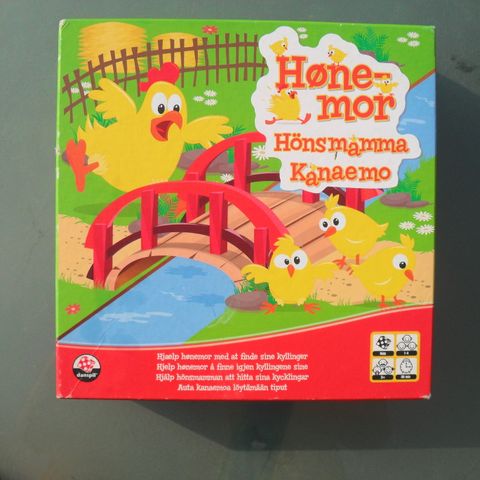 Høne-
mor
Hönsmamma
Kanaemo
Hjælp hønemor med at finde sine kyllinger
Hjelp hønemor å finne igjen kyllingene sine
Hjälp hönsmamman att hitta sina kycklingar
Auta kanaemoa löytämään tiput
danspil